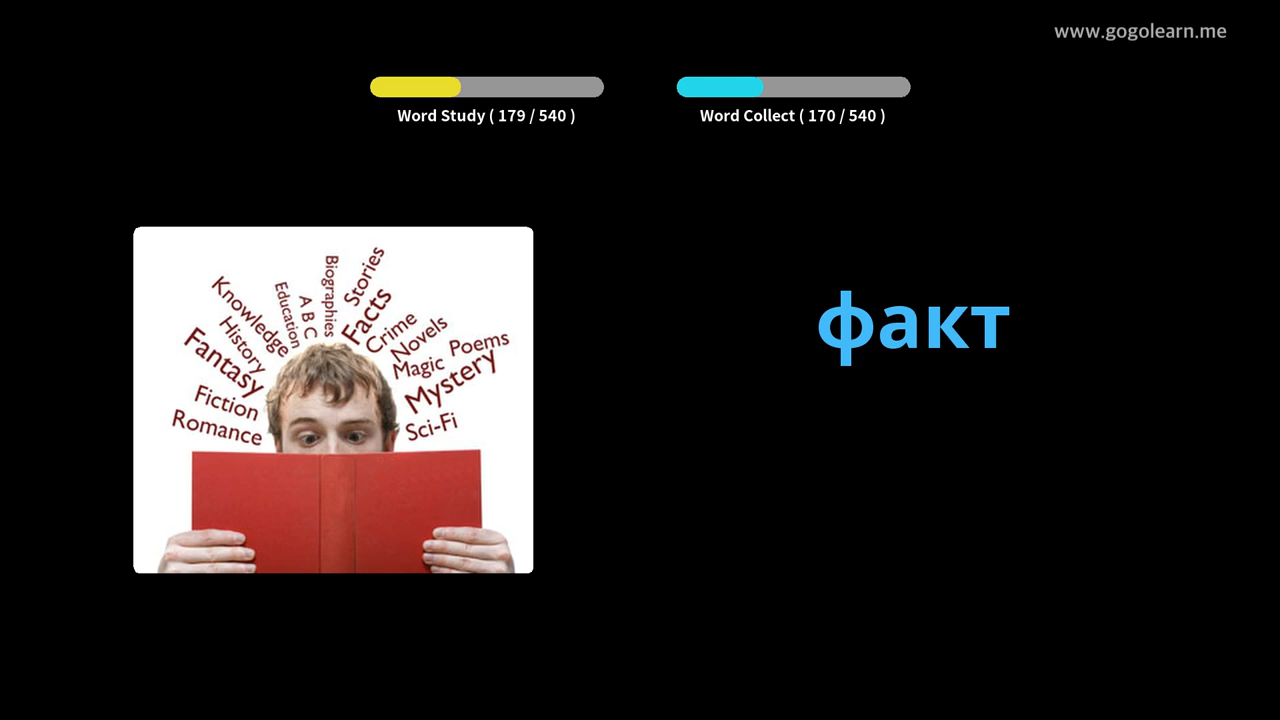 www.gogolearn.me
Word Study ( 179 / 540 )
Word Collect ( 170 / 540 )
факт
Biographies
Stories
Education
A B C
Facts
Knowledge
History
Crime
Novels
Fantasy
Magic
Poems
Mystery
Fiction
Romance
Sci-Fi